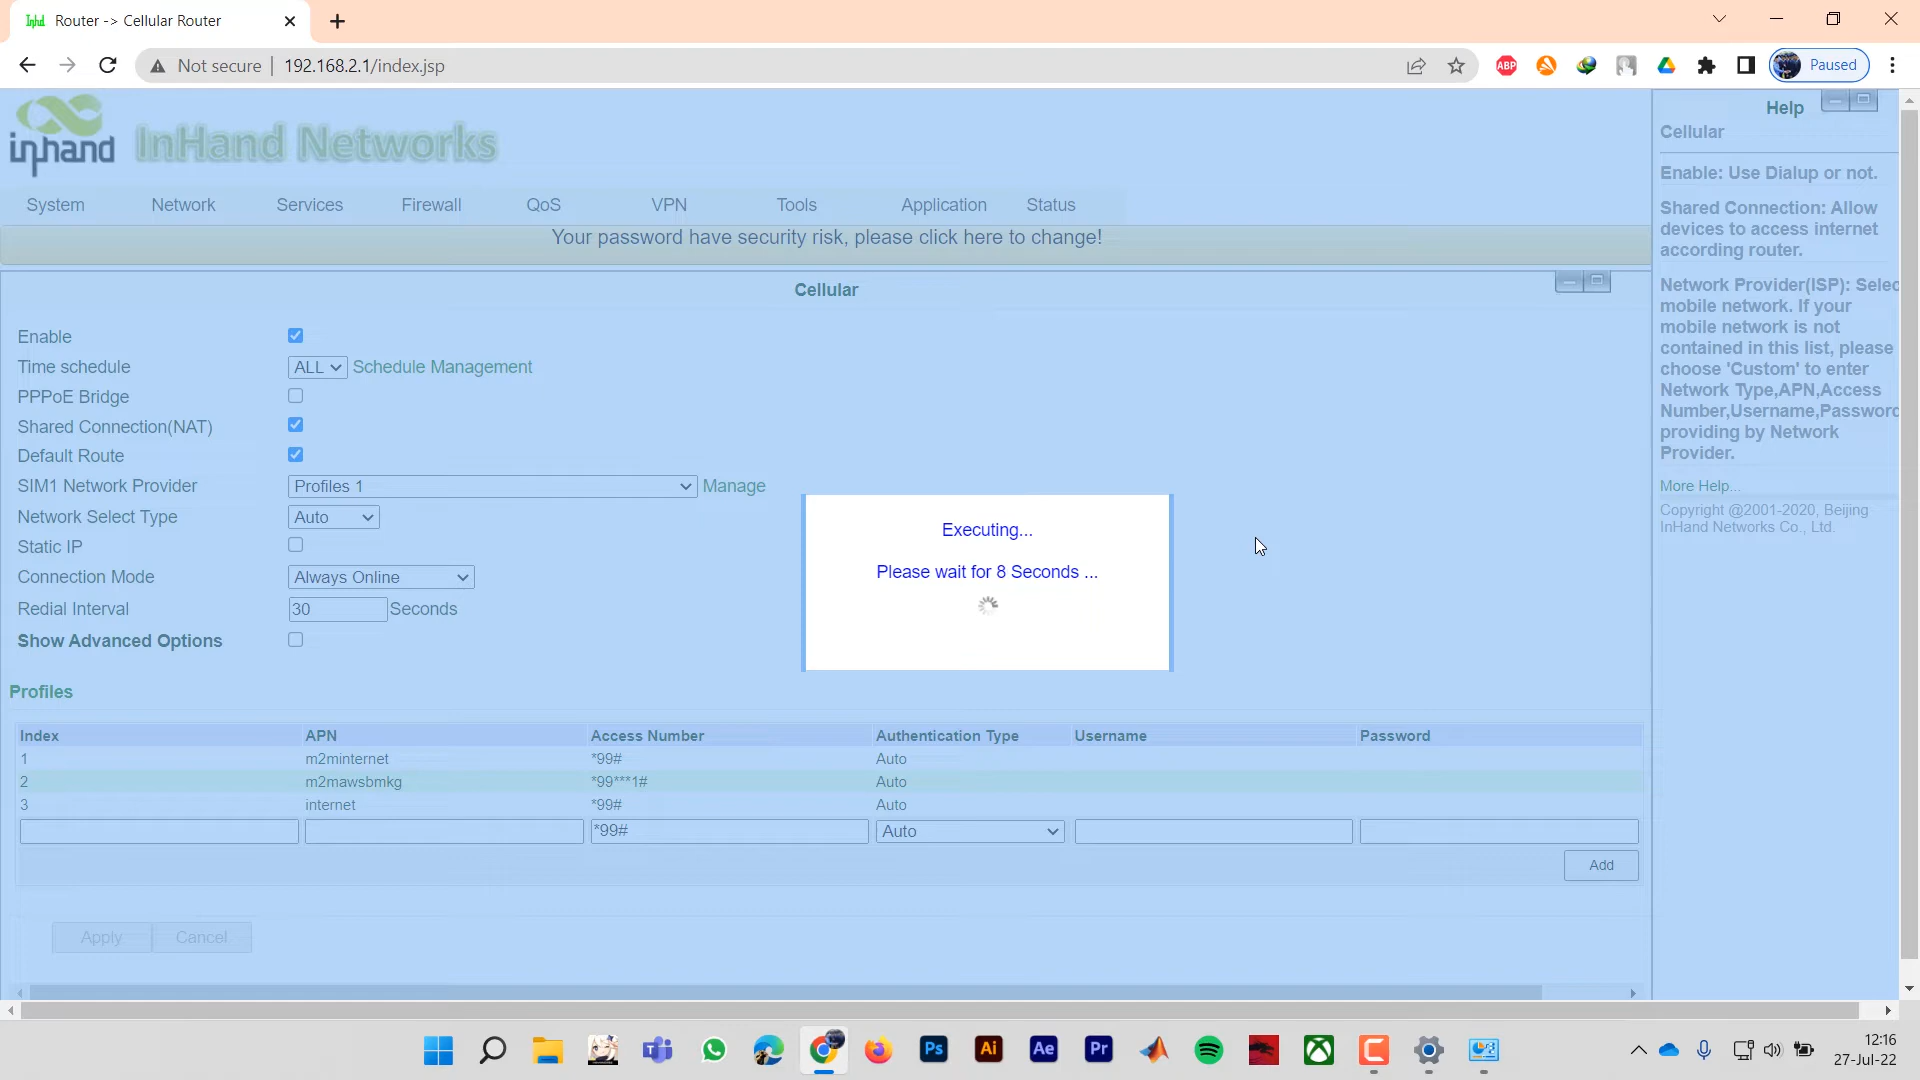 Inhd Router -> Cellular Router
Not secure 192.168.2.1/index.jsp
ABP
Paused
inhand InHand Networks
System Network Services Firewall QoS VPN Tools Application Status
Your password have security risk, please click here to change!
Cellular
Enable
Time schedule ALL Schedule Management
PPPoE Bridge
Shared Connection(NAT)
Default Route
SIM1 Network Provider Profiles 1 Manage
Network Select Type Auto
Static IP
Connection Mode Always Online
Redial Interval 30 Seconds
Show Advanced Options
Executing...
Please wait for 8 Seconds ...
Profiles
Index APN Access Number Authentication Type Username Password
1 m2minternet *99# Auto
2 m2mawsbmkg *99***1# Auto
3 internet *99# Auto
*99# Auto
Add
Apply Cancel
Help
Cellular
Enable: Use Dialup or not.
Shared Connection: Allow
devices to access internet
according router.
Network Provider(ISP): Selec
mobile network. If your
mobile network is not
contained in this list, please
choose 'Custom' to enter
Network Type,APN,Access
Number,Username,Password
providing by Network
Provider.
More Help...
Copyright @2001-2020, Beijing
InHand Networks Co., Ltd.
Ps Ai Ae Pr
12:16
27-Jul-22